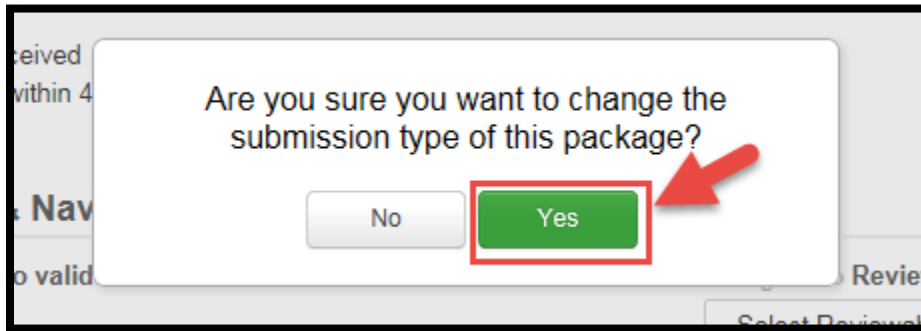 ceived
within 4
Are you sure you want to change the
submission type of this package?
No
Yes
& Nav
o valid
Revie